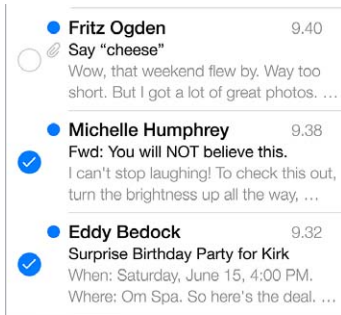 Fritz Ogden 9.40
Say “cheese”
Wow, that weekend flew by. Way too
short. But I got a lot of great photos. ...
Michelle Humphrey 9.38
Fwd: You will NOT believe this.
I can't stop laughing! To check this out,
turn the brightness up all the way, ...
Eddy Bedock 9.32
Surprise Birthday Party for Kirk
When: Saturday, June 15, 4:00 PM.
Where: Om Spa. So here's the deal. ...